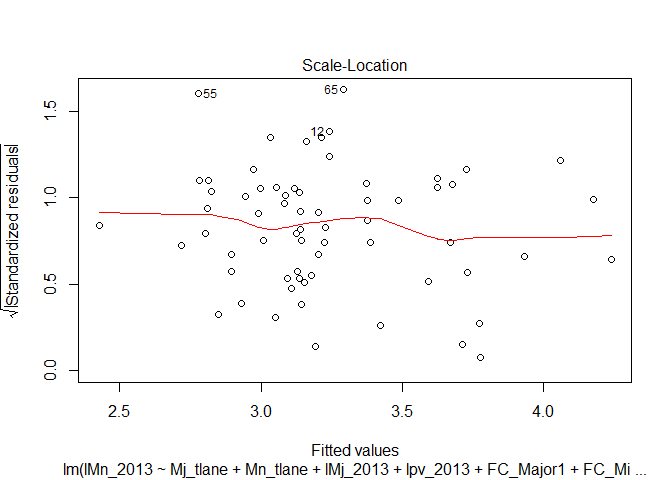 Scale-Location
√|Standardized residuals|
1.5
1.0
0.5
0.0
55
65
12
2.5 3.0 3.5 4.0
Fitted values
lm(lMn_2013 ~ Mj_tlane + Mn_tlane + lMj_2013 + lpv_2013 + FC_Major1 + FC_Mi ...